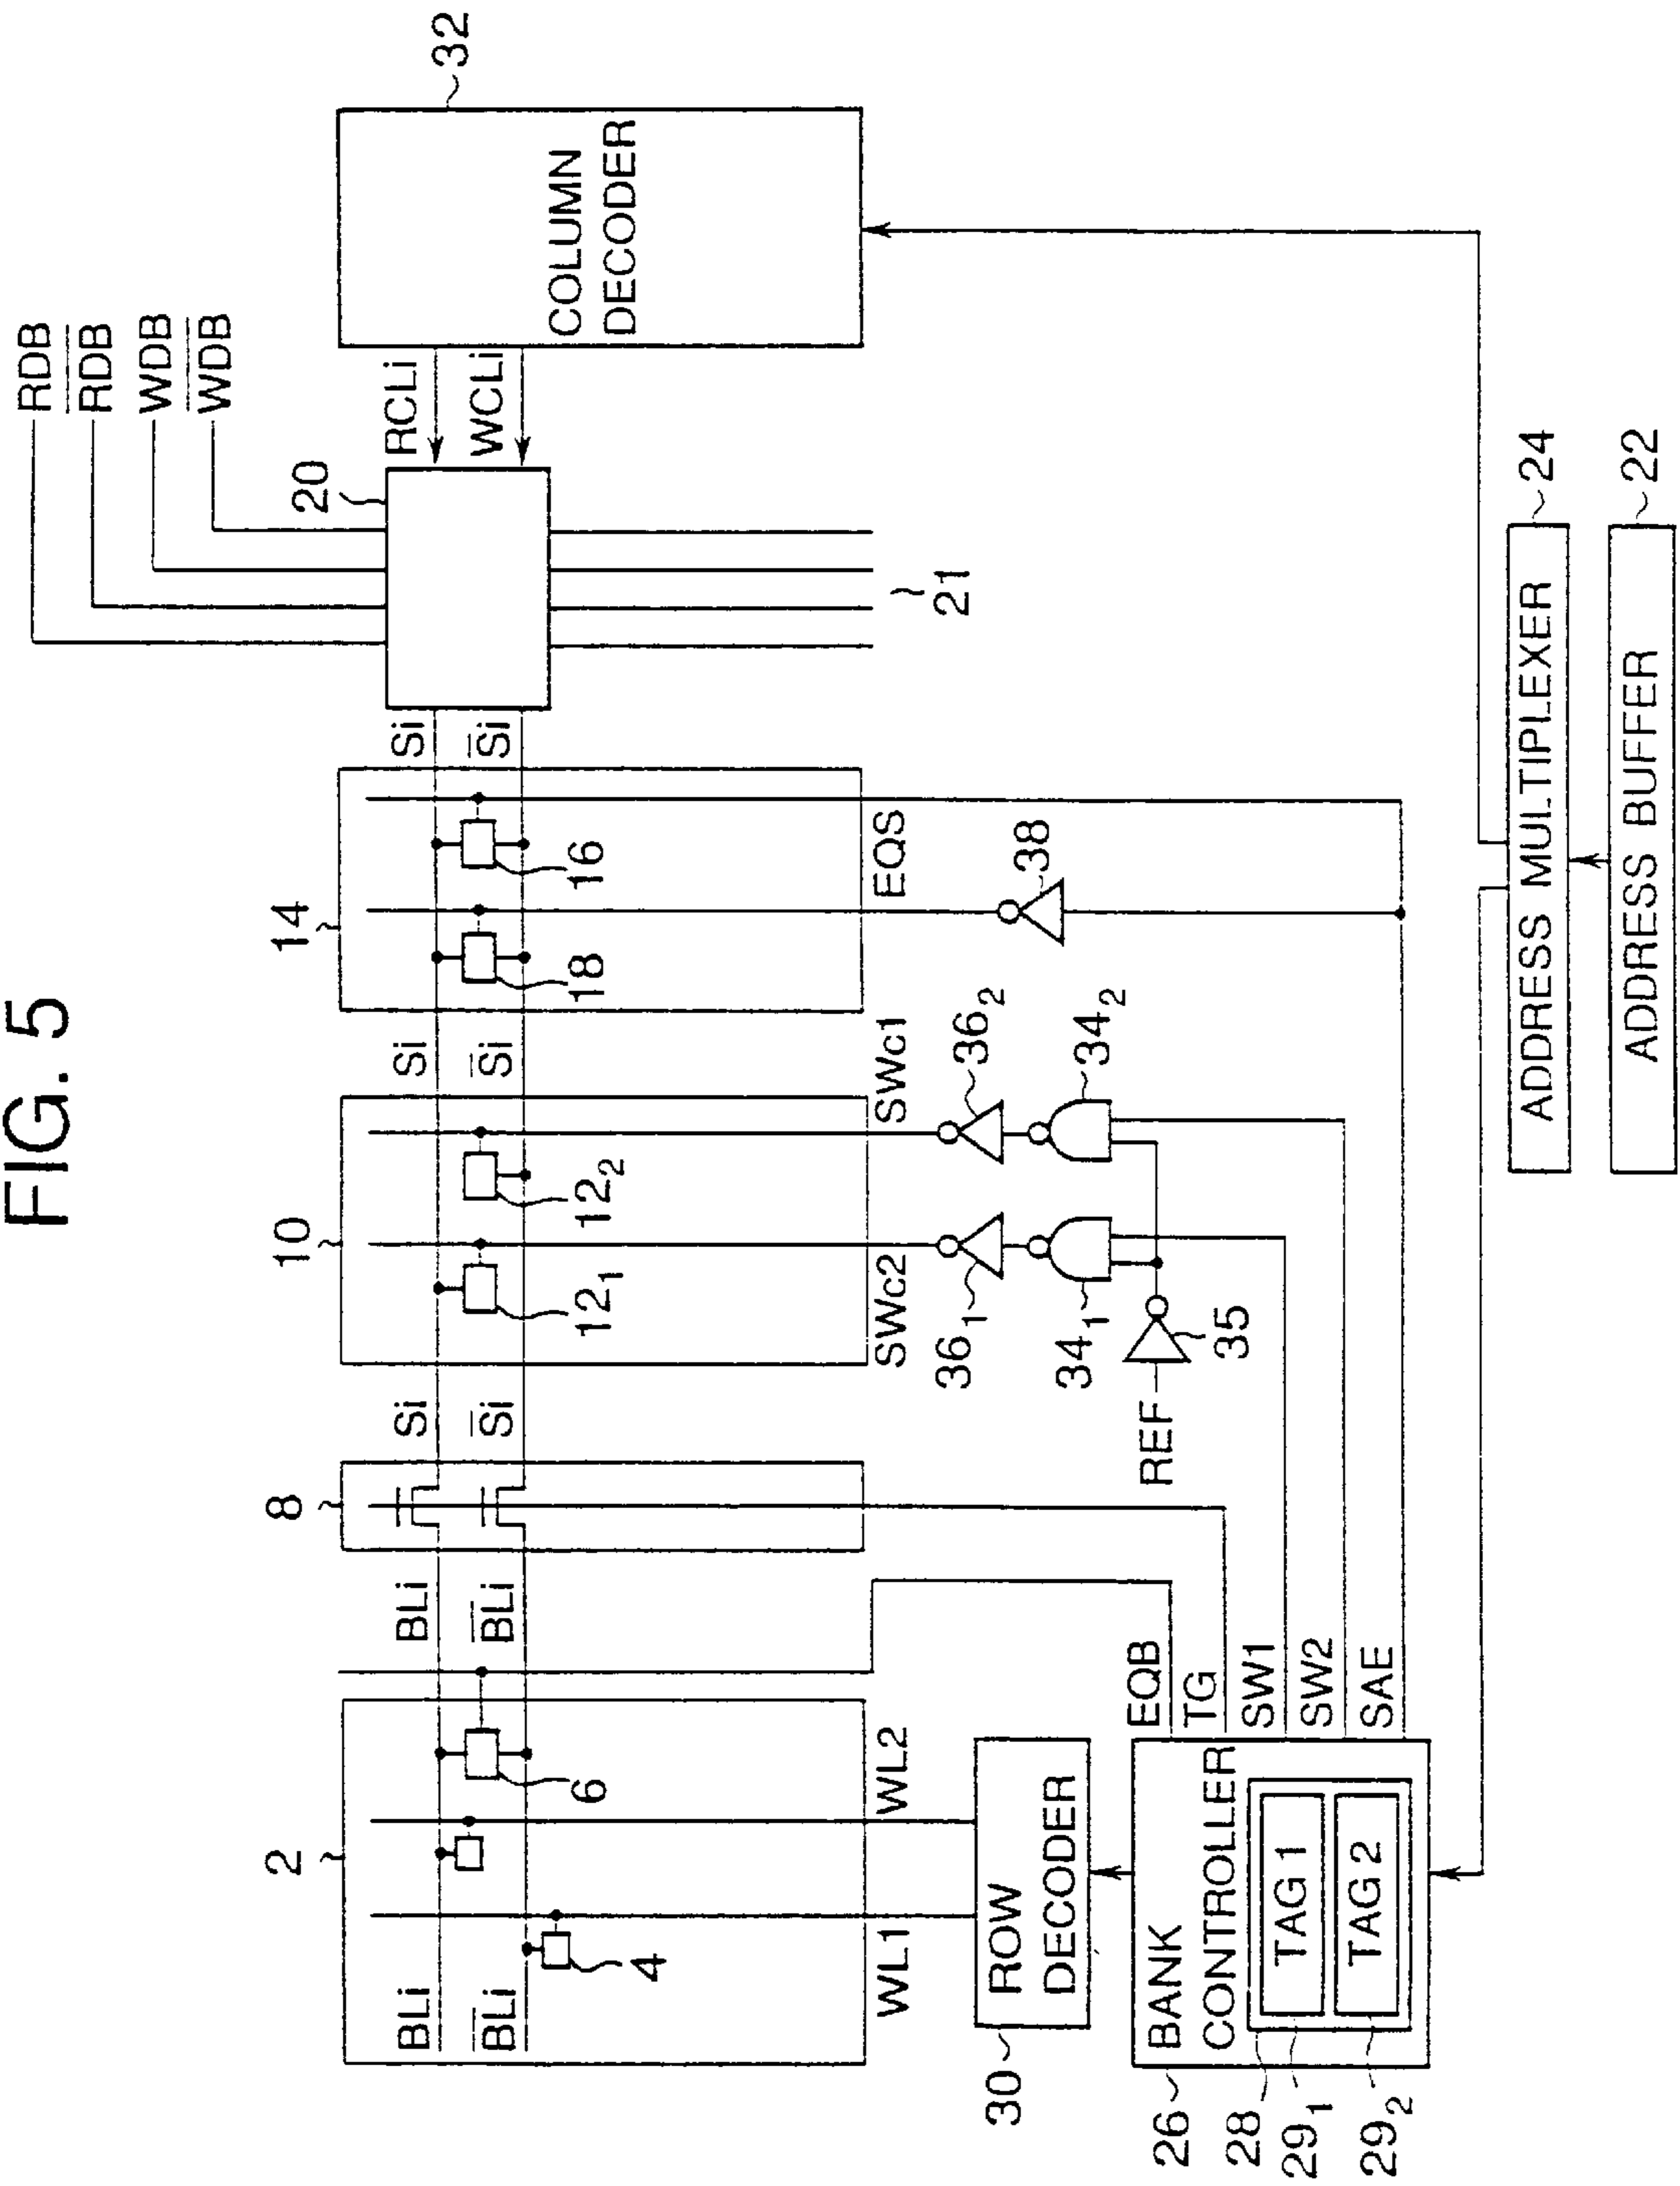 FIG. 5
RDB
RDB
WDB
WDB
2
8
10
14
20
32
BLi
BLi
BLi
BLi
Si
Si
Si
Si
Si
Si
RCLi
WCLi
COLUMN
DECODER
4
6
12₁
12₂
18
16
21
WL1
WL2
SWc2
SWc1
EQS
30
ROW
DECODER
36₁
36₂
38
34₁
34₂
REF
35
26
BANK
CONTROLLER
28
29₁
29₂
TAG 1
TAG 2
EQB
TG
SW1
SW2
SAE
ADDRESS MULTIPLEXER
24
ADDRESS BUFFER
22